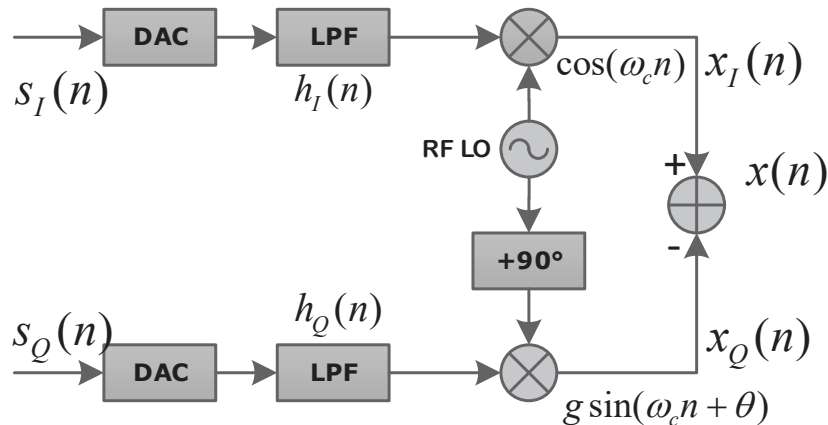 DAC
LPF
s_I(n)
h_I(n)
cos(ω_c n)
x_I(n)
RF LO
+
x(n)
-
+90°
s_Q(n)
h_Q(n)
x_Q(n)
DAC
LPF
g sin(ω_c n + θ)